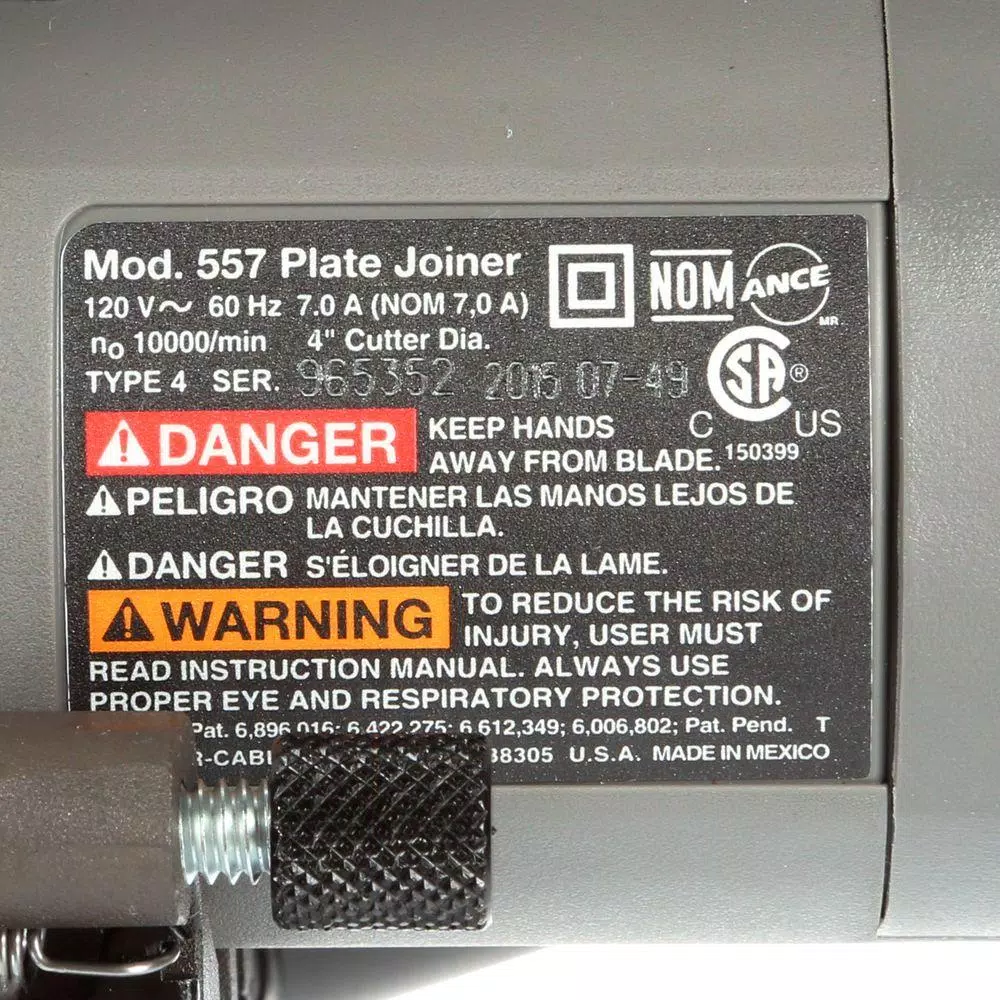 Mod. 557 Plate Joiner
120 V～ 60 Hz 7.0 A (NOM 7,0 A)
no 10000/min 4" Cutter Dia.
TYPE 4 SER. 965352 2015 07-49
NOM ANCE
MR
SA ®
C US
150399
DANGER KEEP HANDS
AWAY FROM BLADE.
PELIGRO MANTENER LAS MANOS LEJOS DE
LA CUCHILLA.
DANGER S'ÉLOIGNER DE LA LAME.
WARNING TO REDUCE THE RISK OF
INJURY, USER MUST
READ INSTRUCTION MANUAL. ALWAYS USE
PROPER EYE AND RESPIRATORY PROTECTION.
Pat. 6,896,016; 6,422,275; 6,612,349; 6,006,802; Pat. Pend. T
R-CABL 38305 U.S.A. MADE IN MEXICO